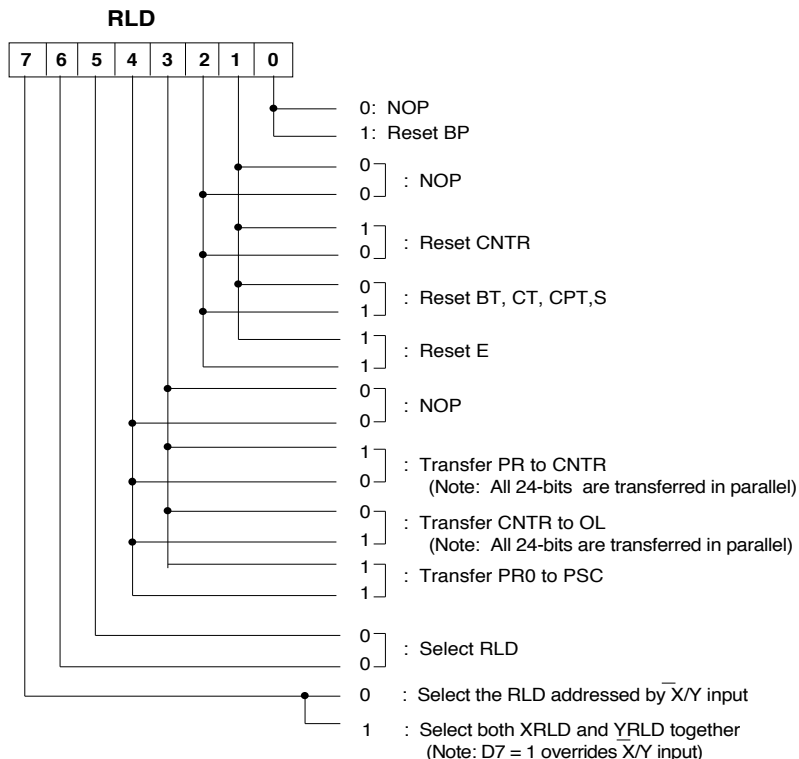 RLD
7 6 5 4 3 2 1 0
0: NOP
1: Reset BP
0
0
: NOP
1
0
: Reset CNTR
0
1
: Reset BT, CT, CPT,S
1
1
: Reset E
0
0
: NOP
1
0
: Transfer PR to CNTR
(Note: All 24-bits are transferred in parallel)
0
1
: Transfer CNTR to OL
(Note: All 24-bits are transferred in parallel)
1
1
: Transfer PR0 to PSC
0
0
: Select RLD
0 : Select the RLD addressed by X̅/Y input
1 : Select both XRLD and YRLD together
(Note: D7 = 1 overrides X̅/Y input)